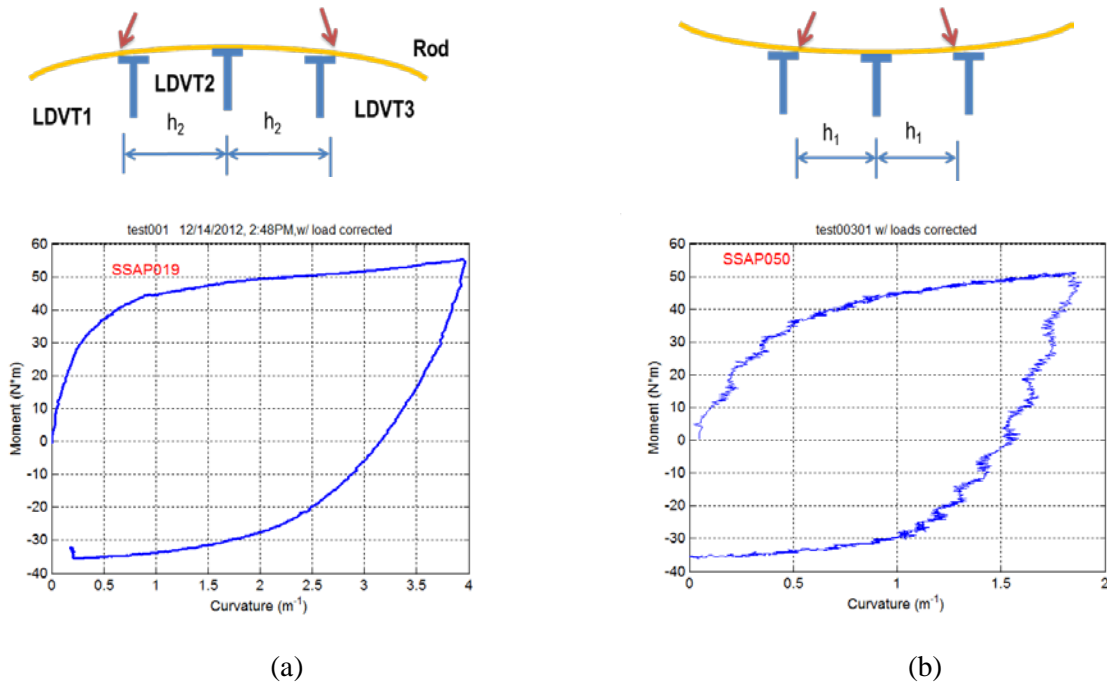 Rod
LDVT1
LDVT2
LDVT3
h2
h2
h1
h1
test001 12/14/2012, 2:48PM,w/ load corrected
SSAP019
60
50
40
30
20
10
0
-10
-20
-30
-40
Moment (N*m)
0 0.5 1 1.5 2 2.5 3 3.5 4
Curvature (m-1)
(a)
test00301 w/ loads corrected
SSAP050
60
50
40
30
20
10
0
-10
-20
-30
-40
Moment (N*m)
0 0.5 1 1.5 2
Curvature (m-1)
(b)